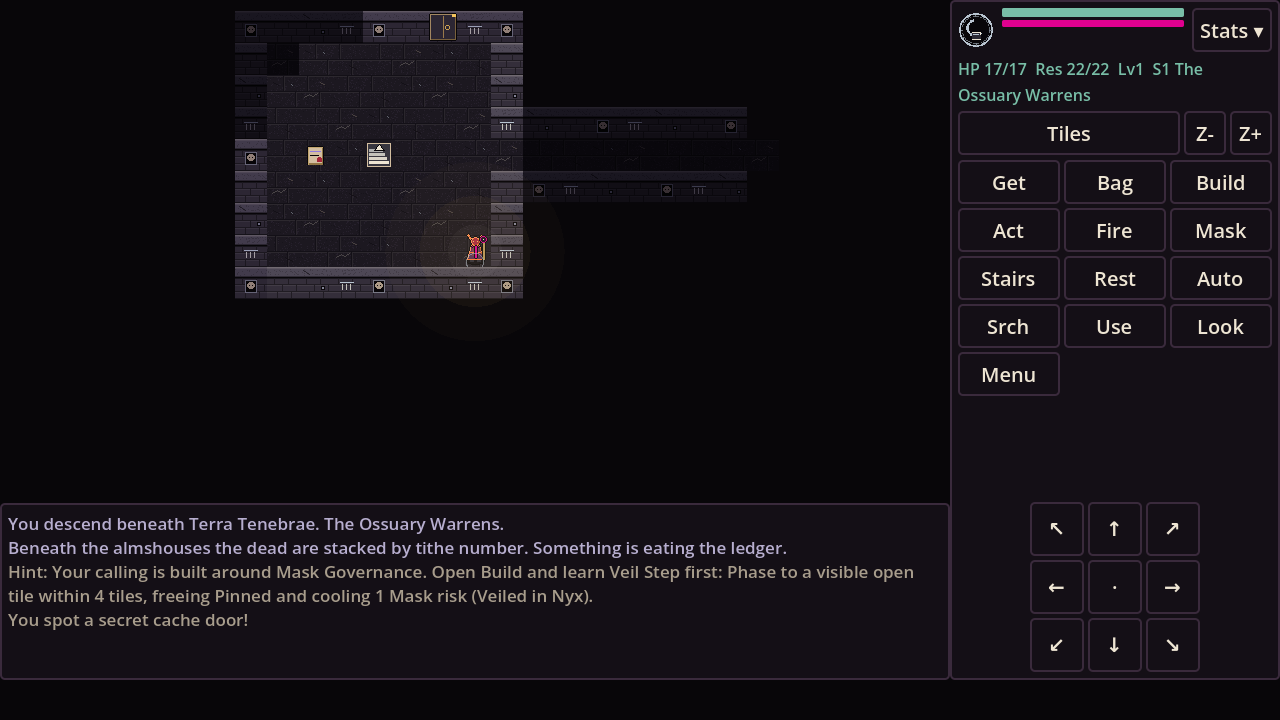 Stats ▾
HP 17/17 Res 22/22 Lv1 S1 The
Ossuary Warrens
Tiles Z- Z+
Get Bag Build
Act Fire Mask
Stairs Rest Auto
Srch Use Look
Menu
↖ ↑ ↗
← · →
↙ ↓ ↘
You descend beneath Terra Tenebrae. The Ossuary Warrens.
Beneath the almshouses the dead are stacked by tithe number. Something is eating the ledger.
Hint: Your calling is built around Mask Governance. Open Build and learn Veil Step first: Phase to a visible open
tile within 4 tiles, freeing Pinned and cooling 1 Mask risk (Veiled in Nyx).
You spot a secret cache door!